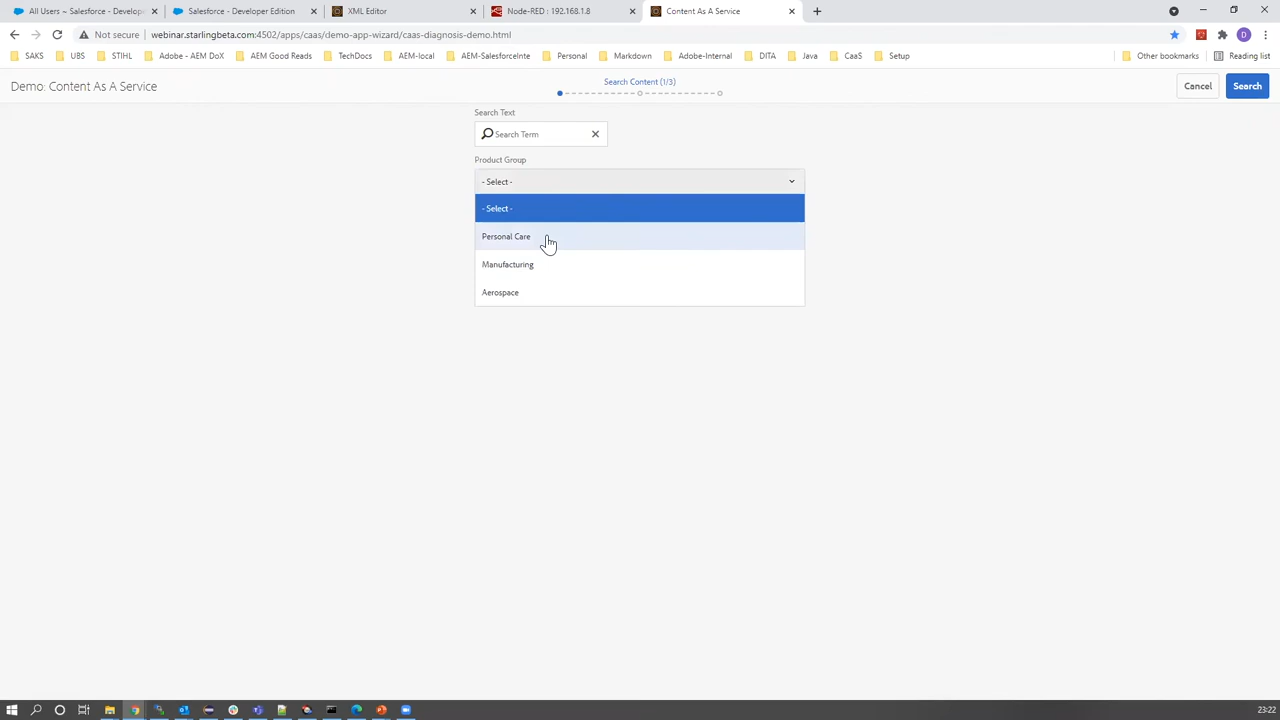 All Users ~ Salesforce - Develop
Salesforce - Developer Edition
XML Editor
Node-RED : 192.168.1.8
Content As A Service
Not secure
webinar.starlingbeta.com:4502/apps/caas/demo-app-wizard/caas-diagnosis-demo.html
D
SAKS
UBS
STIHL
Adobe - AEM DoX
AEM Good Reads
TechDocs
AEM-local
AEM-SalesforceInte
Personal
Markdown
Adobe-Internal
DITA
Java
CaaS
Setup
Other bookmarks
Reading list
Demo: Content As A Service
Search Content (1/3)
Cancel
Search
Search Text
Search Term
Product Group
- Select -
- Select -
Personal Care
Manufacturing
Aerospace
23:22